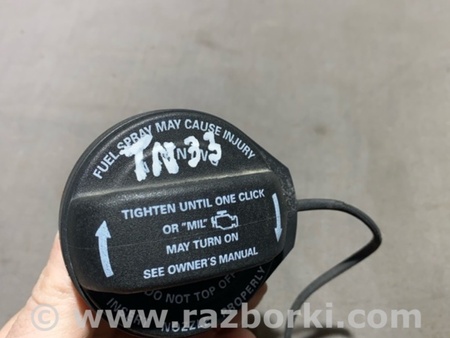 FUEL SPRAY MAY CAUSE INJURY
TN33
TIGHTEN UNTIL ONE CLICK
OR "MIL"
MAY TURN ON
SEE OWNER'S MANUAL
DO NOT TOP OFF
© www.razborki.com